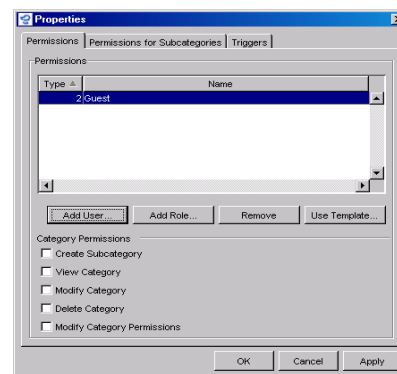 Properties
Permissions Permissions for Subcategories Triggers
Permissions
Type Name
2 Guest
Add User... Add Role... Remove Use Template...
Category Permissions
Create Subcategory
View Category
Modify Category
Delete Category
Modify Category Permissions
OK Cancel Apply